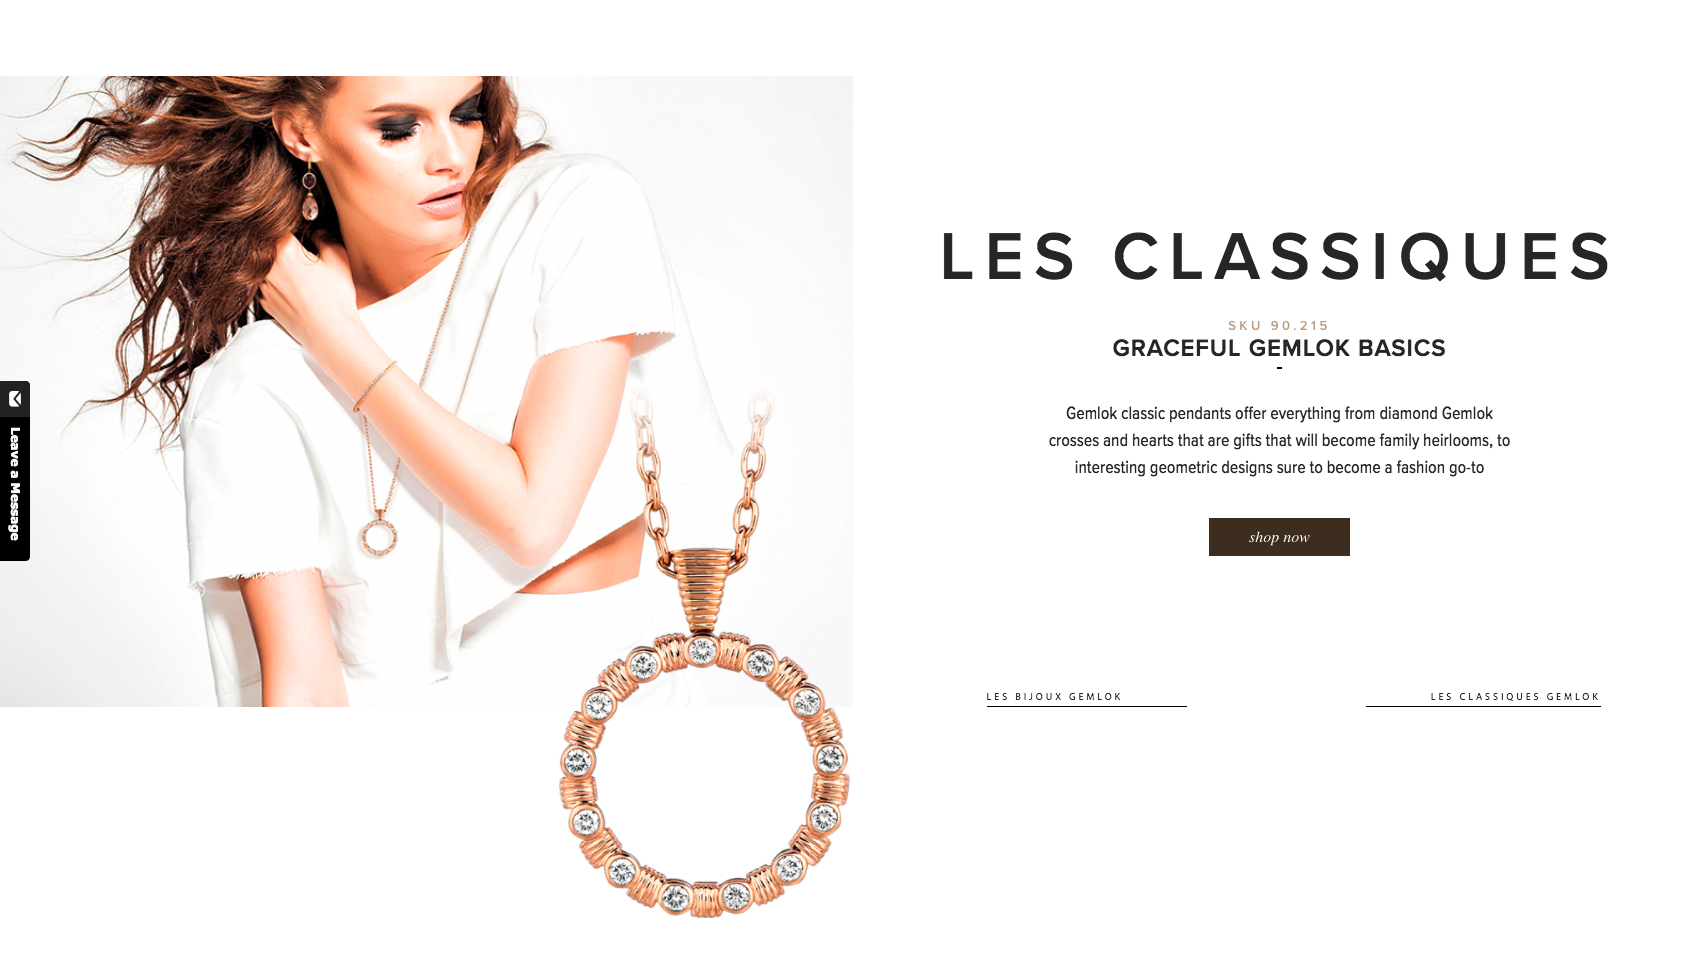 LES CLASSIQUES
SKU 90.215
GRACEFUL GEMLOK BASICS
Gemlok classic pendants offer everything from diamond Gemlok
crosses and hearts that are gifts that will become family heirlooms, to
interesting geometric designs sure to become a fashion go-to
shop now
LES BIJOUX GEMLOK
LES CLASSIQUES GEMLOK
Leave a Message